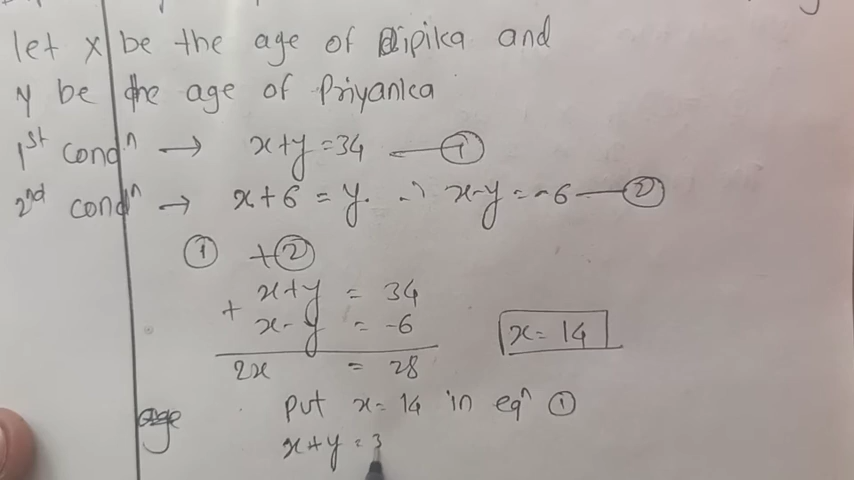 let x be the age of Dipika and
y be the age of Priyanka
1st condn → x+y=34 — ①
2nd condn → x+6 = y. ∴ x-y = -6 — ②
① + ②
x+y = 34
+ x-y = -6
x = 14
2x = 28
put x=14 in eqn ①
age
x+y = 3